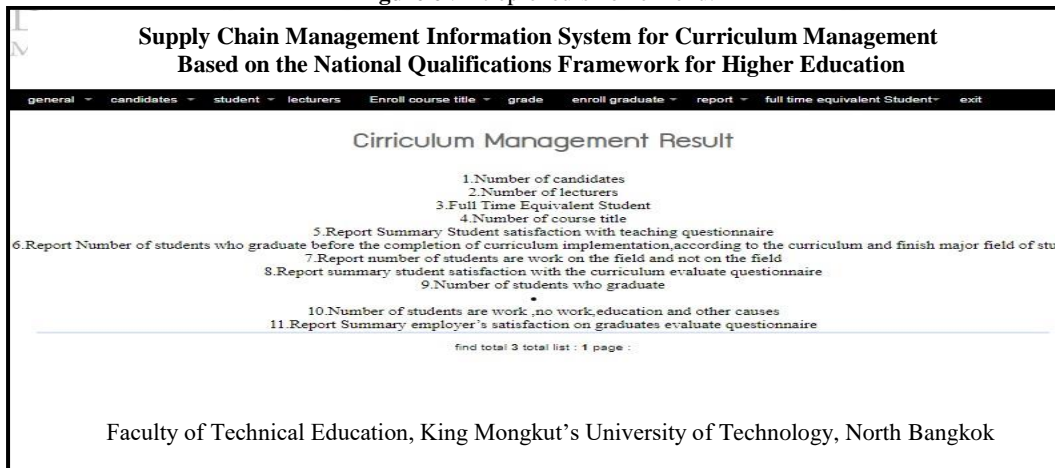 Supply Chain Management Information System for Curriculum Management
Based on the National Qualifications Framework for Higher Education
general candidates student lecturers Enroll course title grade enroll graduate report full time equivalent Student exit
Cirriculum Management Result
1.Number of candidates
2.Number of lecturers
3.Full Time Equivalent Student
4.Number of course title
5.Report Summary Student satisfaction with teaching questionnaire
6.Report Number of students who graduate before the completion of curriculum implementation,according to the curriculum and finish major field of stu
7.Report number of students are work on the field and not on the field
8.Report summary student satisfaction with the curriculum evaluate questionnaire
9.Number of students who graduate
•
10.Number of students are work ,no work,education and other causes
11.Report Summary employer's satisfaction on graduates evaluate questionnaire
find total 3 total list : 1 page :
Faculty of Technical Education, King Mongkut's University of Technology, North Bangkok